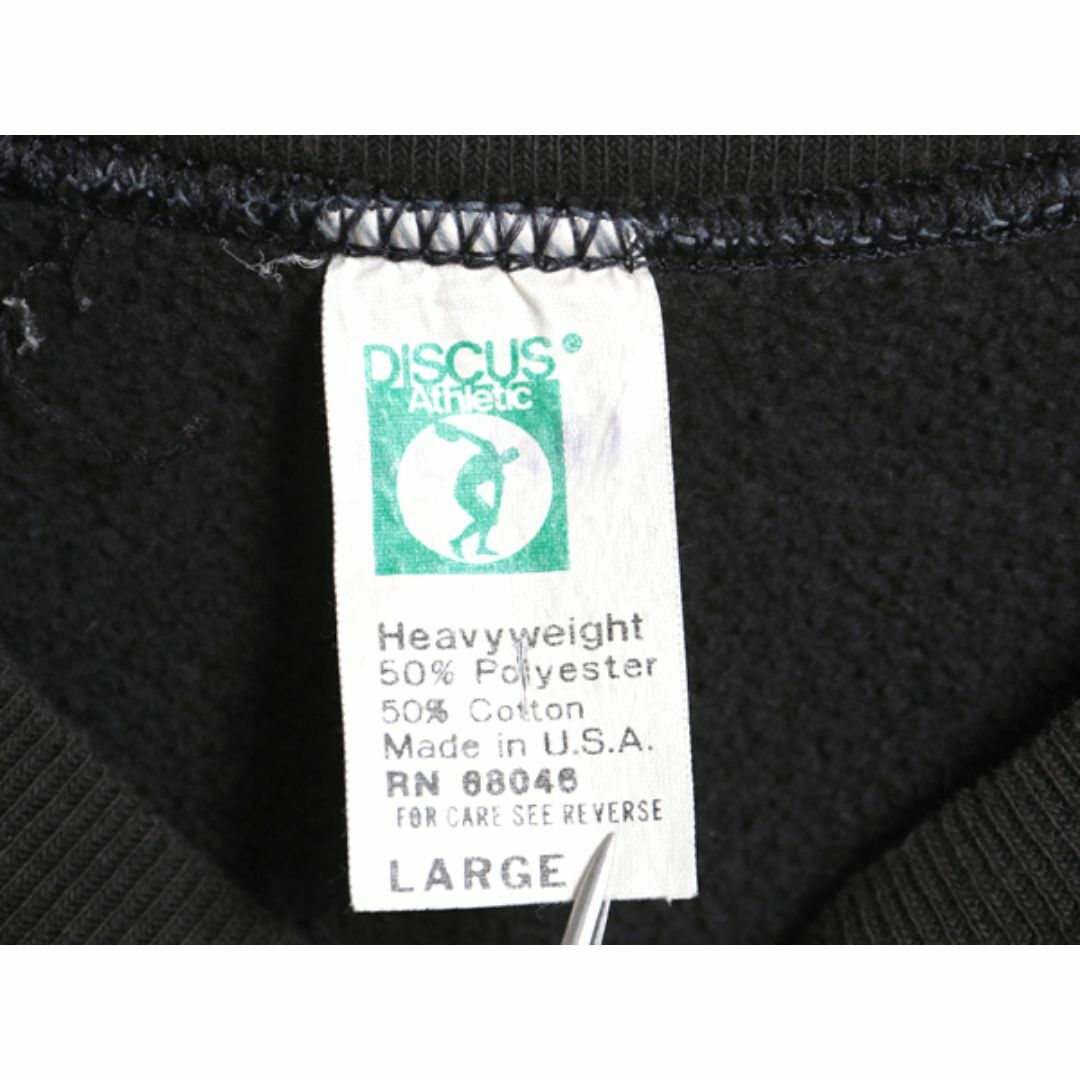 DISCUS®
Athletic
Heavyweight
50% Polyester
50% Cotton
Made in U.S.A.
RN 68046
FOR CARE SEE REVERSE
LARGE